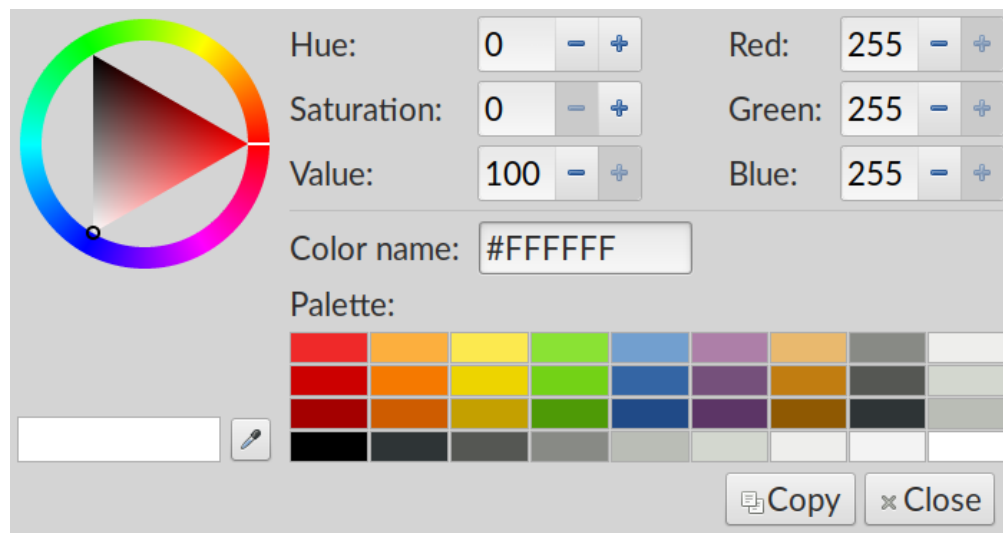 Hue: 0 Red: 255
Saturation: 0 Green: 255
Value: 100 Blue: 255
Color name: #FFFFFF
Palette:
Copy Close